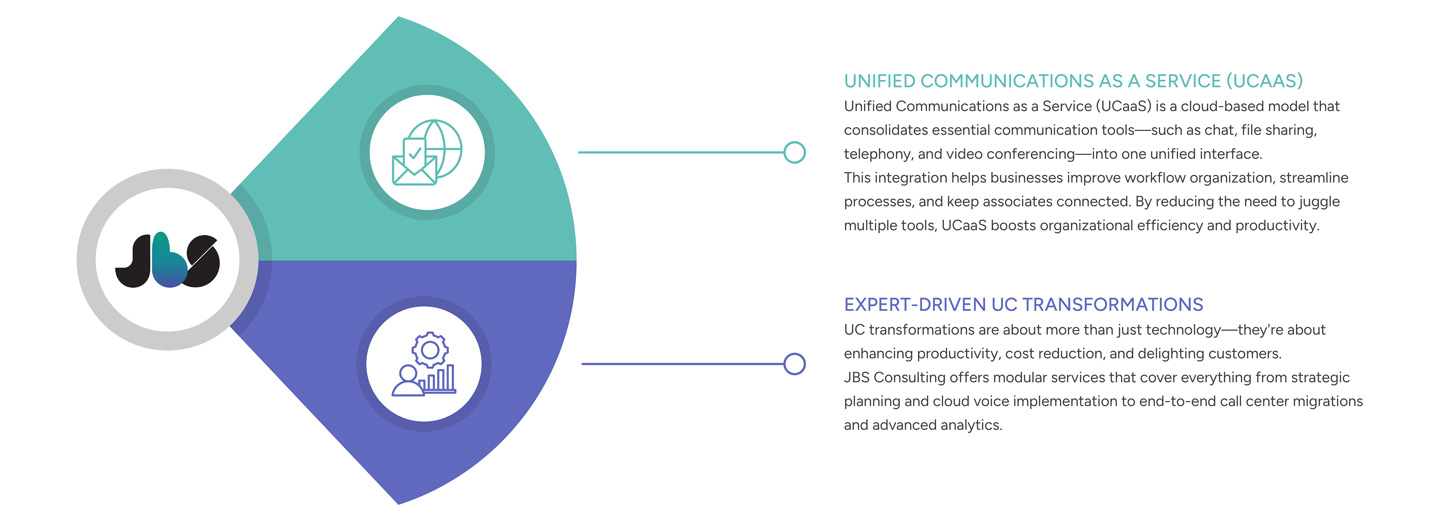 Jbs
UNIFIED COMMUNICATIONS AS A SERVICE (UCAAS)
Unified Communications as a Service (UCaaS) is a cloud-based model that
consolidates essential communication tools—such as chat, file sharing,
telephony, and video conferencing—into one unified interface.
This integration helps businesses improve workflow organization, streamline
processes, and keep associates connected. By reducing the need to juggle
multiple tools, UCaaS boosts organizational efficiency and productivity.
EXPERT-DRIVEN UC TRANSFORMATIONS
UC transformations are about more than just technology—they're about
enhancing productivity, cost reduction, and delighting customers.
JBS Consulting offers modular services that cover everything from strategic
planning and cloud voice implementation to end-to-end call center migrations
and advanced analytics.